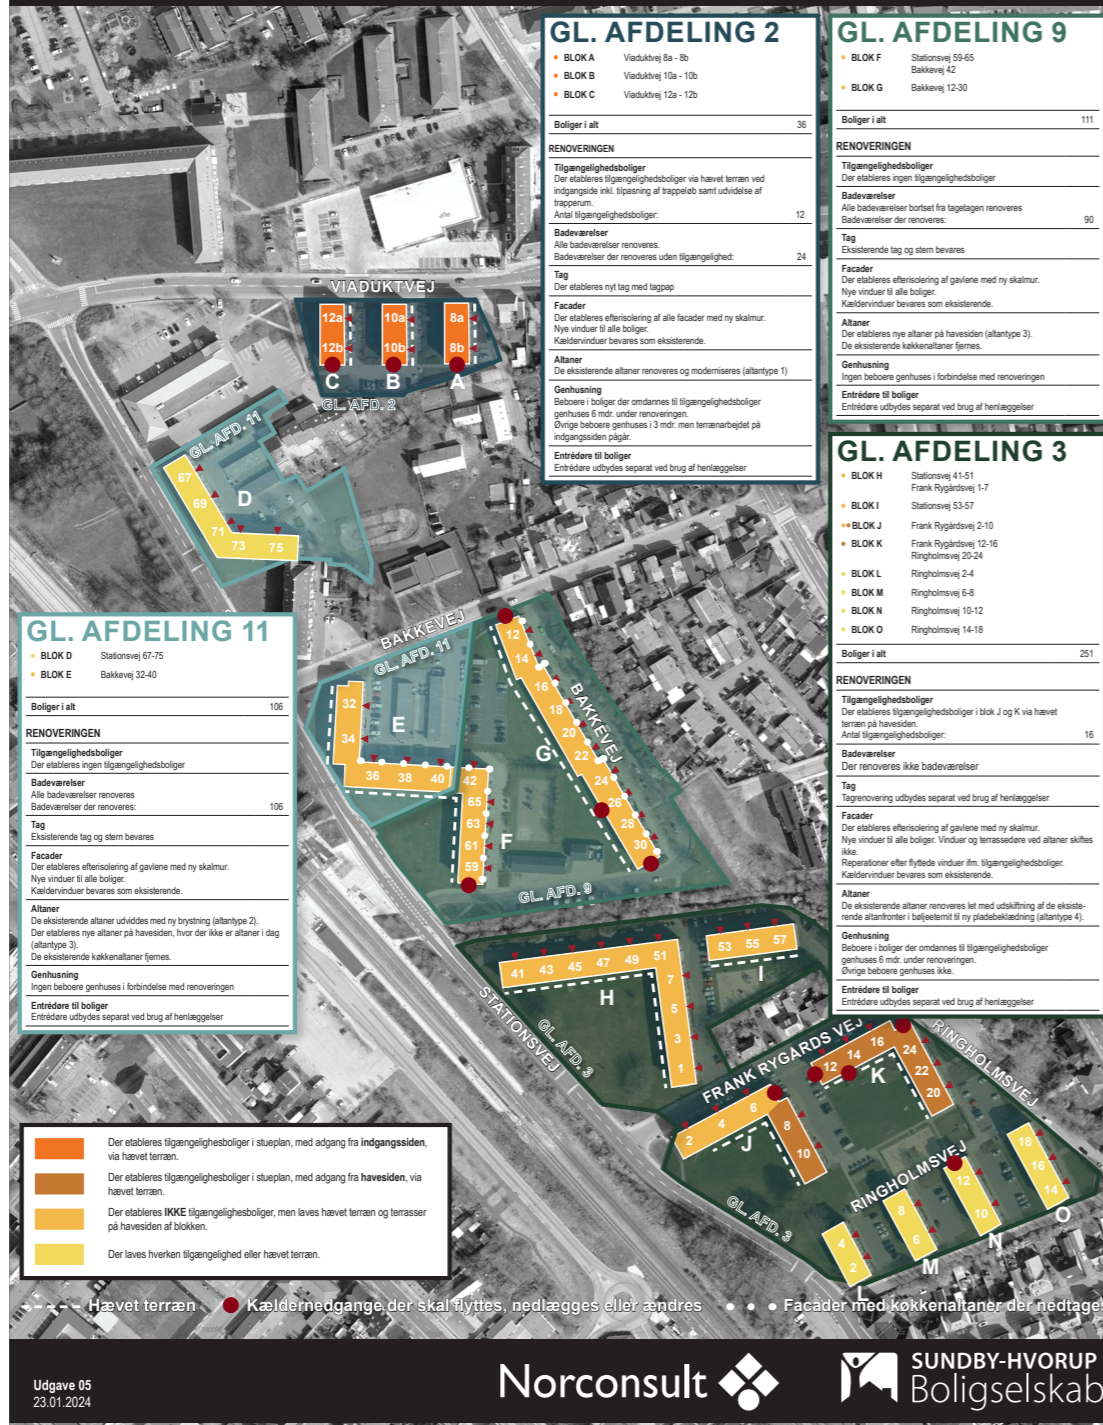 GL. AFDELING 2
BLOK A Viaduktvej 8a - 8b
BLOK B Viaduktvej 10a - 10b
BLOK C Viaduktvej 12a - 12b
Boliger i alt 36
RENOVERINGEN
Tilgængelighedsboliger
Der etableres tilgængelighedsboliger via hævet terræn ved
indgangside inkl. tilpasning af trappeløb samt udvidelse af
trapperum.
Antal tilgængelighedsboliger: 12
Badeværelser
Alle badeværelser renoveres.
Badeværelser der renoveres uden tilgængelighed: 24
Tag
Der etableres nyt tag med tagpap
Facader
Der etableres efterisolering af alle facader med ny skalmur.
Nye vinduer til alle boliger.
Kældervinduer bevares som eksisterende.
Altaner
De eksisterende altaner renoveres og moderniseres (altantype 1)
Genhusning
Beboere i boliger der omdannes til tilgængelighedsboliger
genhuses 6 mdr. under renoveringen.
Øvrige beboere genhuses i 3 mdr. men terrænarbejdet på
indgangssiden pågår.
Entrédøre til boliger
Entrédøre udbydes separat ved brug af henlæggelser
GL. AFDELING 9
BLOK F Stationsvej 59-65
Bakkevej 42
BLOK G Bakkevej 12-30
Boliger i alt 111
RENOVERINGEN
Tilgængelighedsboliger
Der etableres ingen tilgængelighedsboliger
Badeværelser
Alle badeværelser bortset fra tagetagen renoveres
Badeværelser der renoveres: 90
Tag
Eksisterende tag og stern bevares
Facader
Der etableres efterisolering af gavlene med ny skalmur.
Nye vinduer til alle boliger.
Kældervinduer bevares som eksisterende.
Altaner
Der etableres nye altaner på havesiden (altantype 3).
De eksisterende køkkenaltaner fjernes.
Genhusning
Ingen beboere genhuses i forbindelse med renoveringen
Entrédøre til boliger
Entrédøre udbydes separat ved brug af henlæggelser
GL. AFDELING 3
BLOK H Stationsvej 41-51
Frank Rygårdsvej 1-7
BLOK I Stationsvej 53-57
BLOK J Frank Rygårdsvej 2-10
BLOK K Frank Rygårdsvej 12-16
Ringholmsvej 20-24
BLOK L Ringholmsvej 2-4
BLOK M Ringholmsvej 6-8
BLOK N Ringholmsvej 10-12
BLOK O Ringholmsvej 14-18
Boliger i alt 251
RENOVERINGEN
Tilgængelighedsboliger
Der etableres tilgængelighedsboliger i blok J og K via hævet
terræn på havesiden.
Antal tilgængelighedsboliger: 16
Badeværelser
Der renoveres ikke badeværelser
Tag
Tagrenovering udbydes separat ved brug af henlæggelser
Facader
Der etableres efterisolering af gavlene med ny skalmur.
Nye vinduer til alle boliger. Vinduer og terrassedøre ved altaner skiftes
ikke.
Reperationer efter flyttede vinduer ifm. tilgængelighedsboliger.
Kældervinduer bevares som eksisterende.
Altaner
De eksisterende altaner renoveres let med udskiftning af de eksiste-
rende altanfronter i bøljeeternit til ny pladebeklædning (altantype 4).
Genhusning
Beboere i boliger der omdannes til tilgængelighedsboliger
genhuses 6 mdr. under renoveringen.
Øvrige beboere genhuses ikke.
Entrédøre til boliger
Entrédøre udbydes separat ved brug af henlæggelser
GL. AFDELING 11
BLOK D Stationsvej 67-75
BLOK E Bakkevej 32-40
Boliger i alt 106
RENOVERINGEN
Tilgængelighedsboliger
Der etableres ingen tilgængelighedsboliger
Badeværelser
Alle badeværelser renoveres
Badeværelser der renoveres: 106
Tag
Eksisterende tag og stern bevares
Facader
Der etableres efterisolering af gavlene med ny skalmur.
Nye vinduer til alle boliger.
Kældervinduer bevares som eksisterende.
Altaner
De eksisterende altaner udviddes med ny brystning (altantype 2).
Der etableres nye altaner på havesiden, hvor der ikke er altaner i dag
(altantype 3).
De eksisterende køkkenaltaner fjernes.
Genhusning
Ingen beboere genhuses i forbindelse med renoveringen
Entrédøre til boliger
Entrédøre udbydes separat ved brug af henlæggelser
VIADUKTVEJ
12a 10a 8a
12b 10b 8b
C B A
GL. AFD. 2
GL. AFD. 11
67
D
69
71
73 75
BAKKEVEJ
GL. AFD. 11
32
E
34
36 38 40
42
65
63
61
59
F
12
14
16
18
20
22
24
26
28
30
BAKKEVEJ
G
GL. AFD. 9
41 43 45 47 49 51
7
5
3
1
H
53 55 57
I
STATIONSVEJ
GL. AFD. 3
FRANK RYGÅRDS VEJ
RINGHOLMSVEJ
12 14 16
24
22
20
K
2 4 6
8
10
J
GL. AFD. 3
RINGHOLMSVEJ
4
2
L
8
6
M
12
10
N
18
16
14
O
Der etableres tilgængelighesboliger i stueplan, med adgang fra indgangssiden,
via hævet terræn.
Der etableres tilgængelighesboliger i stueplan, med adgang fra havesiden, via
hævet terræn.
Der etableres IKKE tilgængelighesboliger, men laves hævet terræn og terrasser
på havesiden af blokken.
Der laves hverken tilgængelighed eller hævet terræn.
Hævet terræn
Kældernedgange der skal flyttes, nedlægges eller ændres
Facader med køkkenaltaner der nedtages
Udgave 05
23.01.2024
Norconsult
SUNDBY-HVORUP
Boligselskab